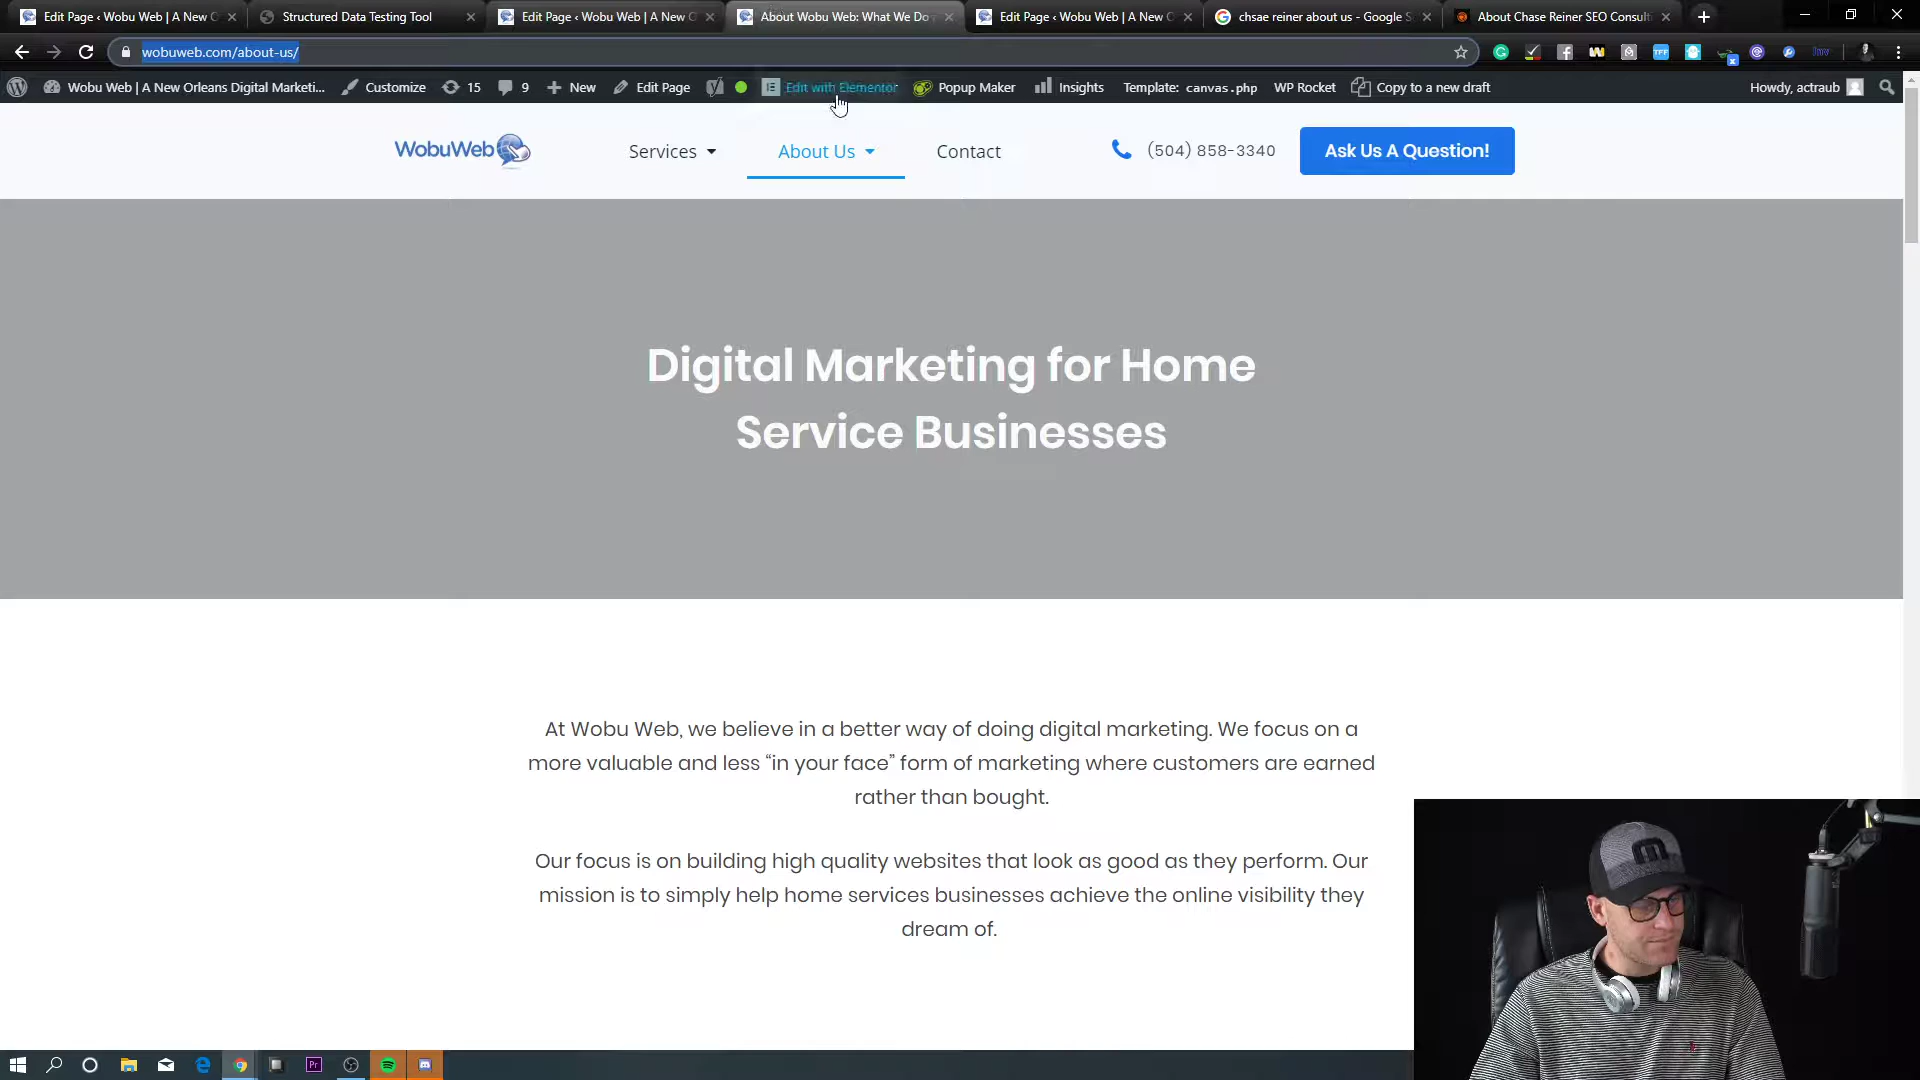 Edit Page ‹ Wobu Web | A New O
Structured Data Testing Tool
Edit Page ‹ Wobu Web | A New O
About Wobu Web: What We Do
Edit Page ‹ Wobu Web | A New O
chsae reiner about us - Google S
About Chase Reiner SEO Consult
wobuweb.com/about-us/
Wobu Web | A New Orleans Digital Marketi... Customize 15 9 New Edit Page Edit with Elementor Popup Maker Insights Template: canvas.php WP Rocket Copy to a new draft Howdy, actraub
WobuWeb Services About Us Contact (504) 858-3340 Ask Us A Question!
Digital Marketing for Home
Service Businesses
At Wobu Web, we believe in a better way of doing digital marketing. We focus on a
more valuable and less “in your face” form of marketing where customers are earned
rather than bought.
Our focus is on building high quality websites that look as good as they perform. Our
mission is to simply help home services businesses achieve the online visibility they
dream of.
Pr